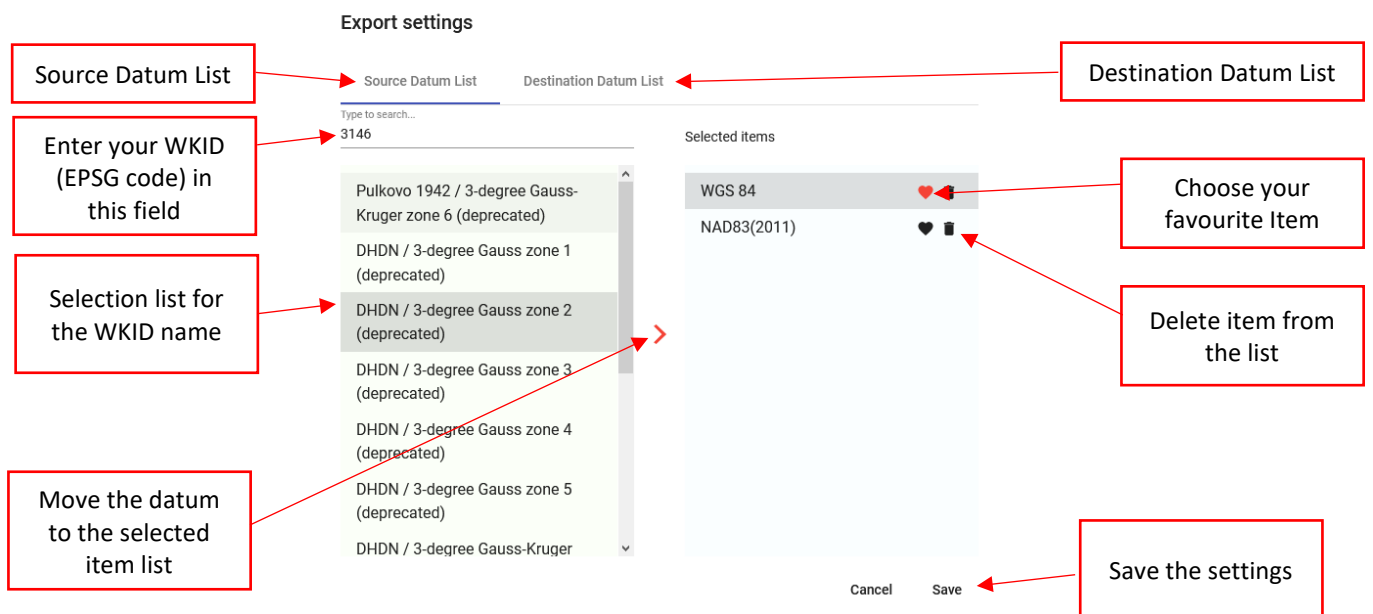 Export settings
Source Datum List
Source Datum List
Destination Datum List
Destination Datum List
Type to search...
3146
Enter your WKID
(EPSG code) in
this field
Selected items
Pulkovo 1942 / 3-degree Gauss-
Kruger zone 6 (deprecated)
DHDN / 3-degree Gauss zone 1
(deprecated)
DHDN / 3-degree Gauss zone 2
(deprecated)
DHDN / 3-degree Gauss zone 3
(deprecated)
DHDN / 3-degree Gauss zone 4
(deprecated)
DHDN / 3-degree Gauss zone 5
(deprecated)
DHDN / 3-degree Gauss-Kruger
WGS 84
NAD83(2011)
Choose your
favourite Item
Selection list for
the WKID name
Delete item from
the list
Move the datum
to the selected
item list
Cancel
Save
Save the settings